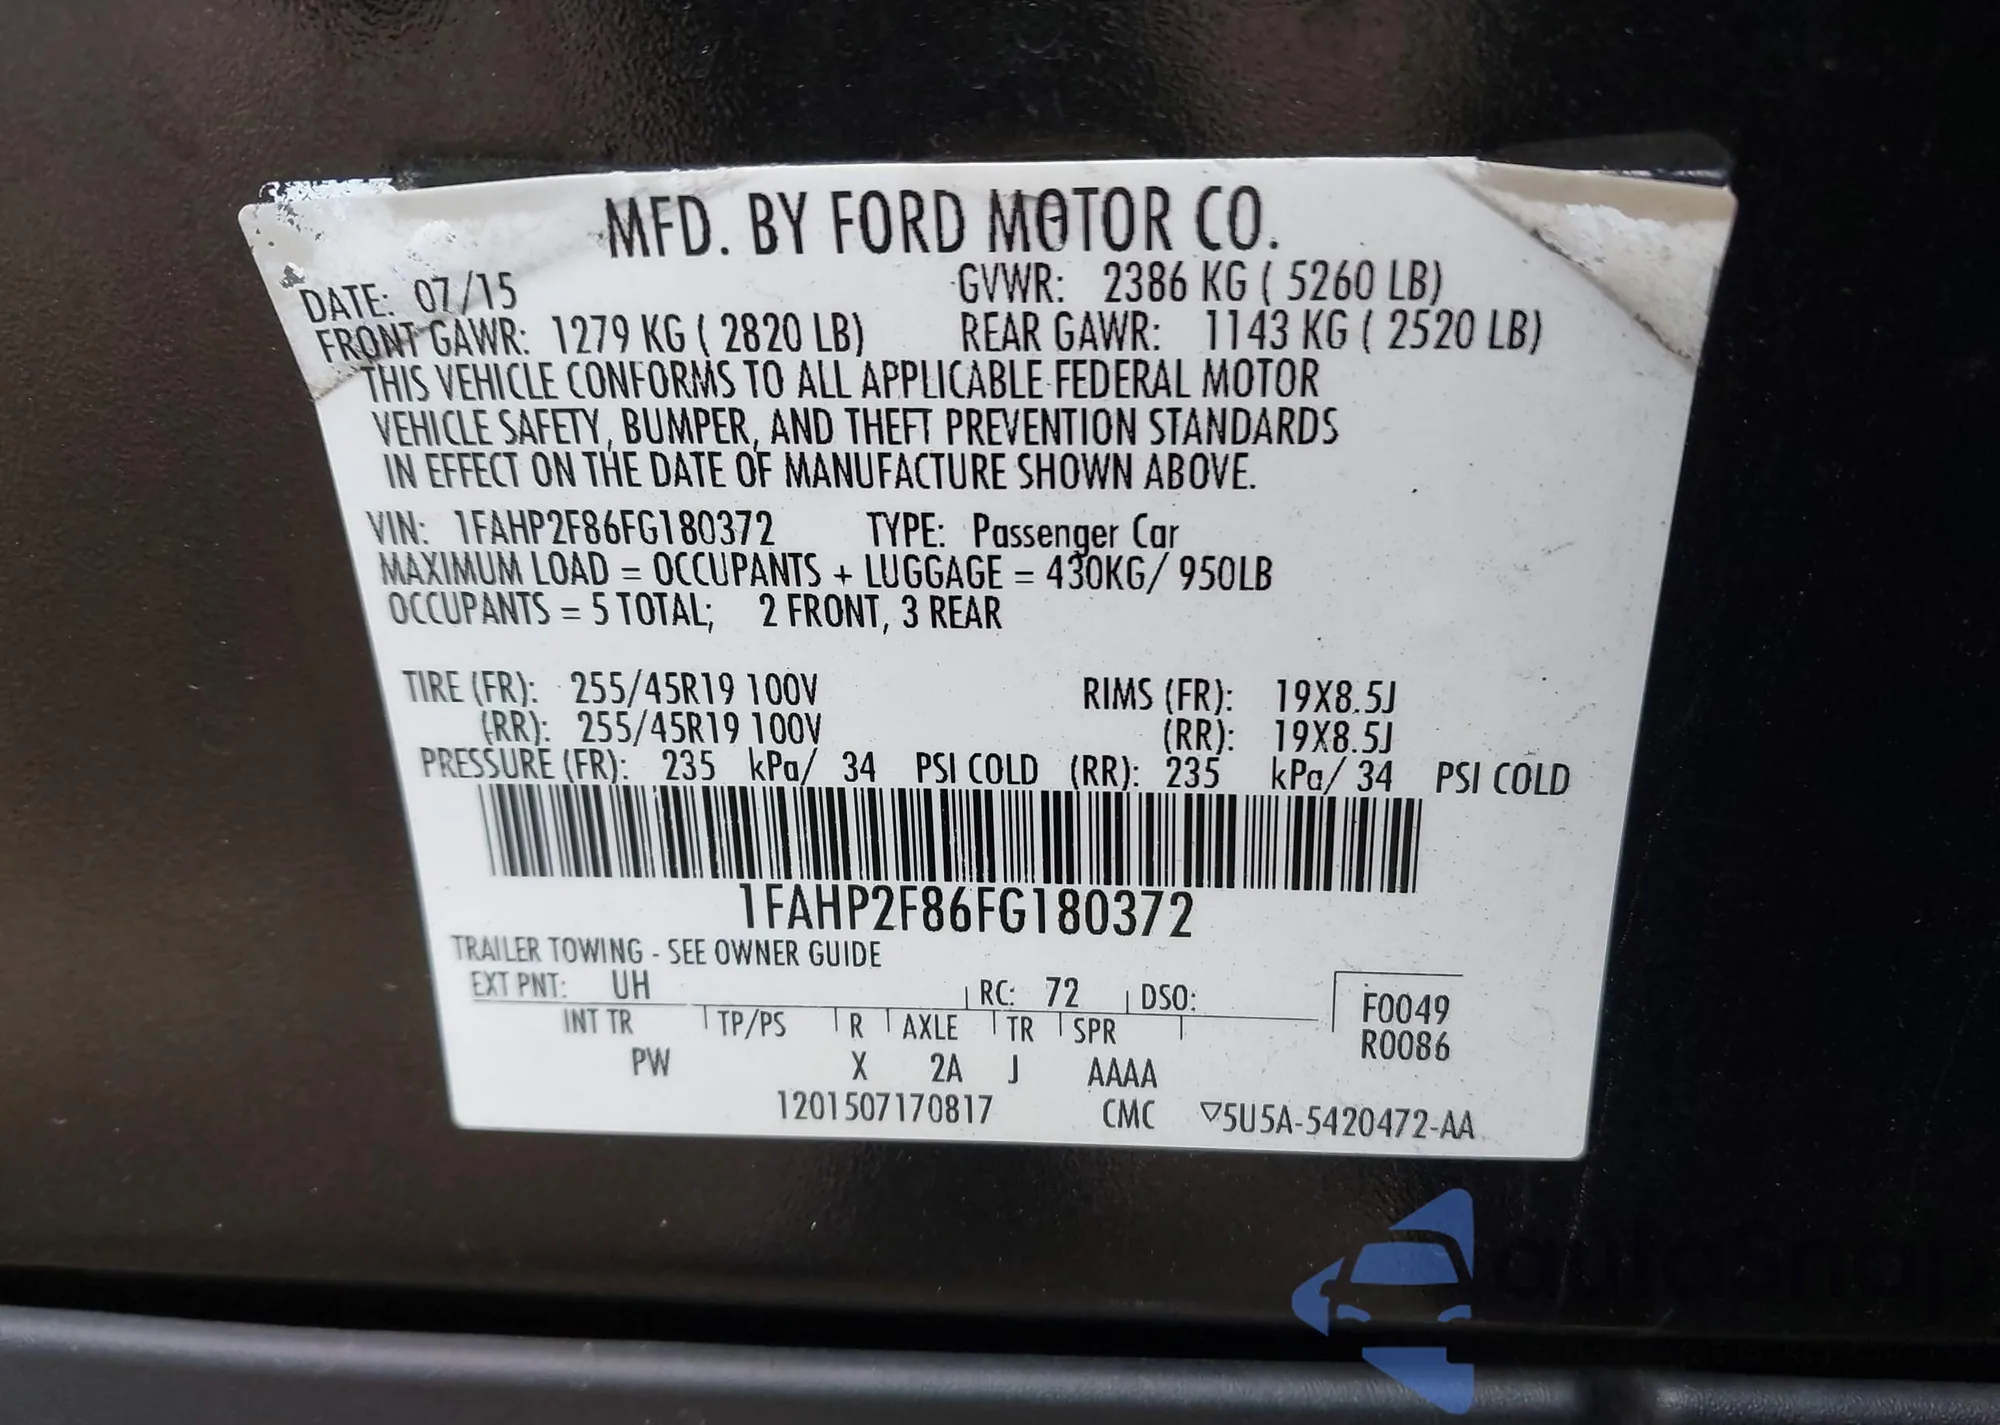 MFD. BY FORD MOTOR CO.
DATE: 07/15 GVWR: 2386 KG ( 5260 LB)
FRONT GAWR: 1279 KG ( 2820 LB) REAR GAWR: 1143 KG ( 2520 LB)
THIS VEHICLE CONFORMS TO ALL APPLICABLE FEDERAL MOTOR
VEHICLE SAFETY, BUMPER, AND THEFT PREVENTION STANDARDS
IN EFFECT ON THE DATE OF MANUFACTURE SHOWN ABOVE.
VIN: 1FAHP2F86FG180372 TYPE: Passenger Car
MAXIMUM LOAD = OCCUPANTS + LUGGAGE = 430KG/ 950LB
OCCUPANTS = 5 TOTAL; 2 FRONT, 3 REAR
TIRE (FR): 255/45R19 100V RIMS (FR): 19X8.5J
(RR): 255/45R19 100V (RR): 19X8.5J
PRESSURE (FR): 235 kPa/ 34 PSI COLD (RR): 235 kPa/ 34 PSI COLD
1FAHP2F86FG180372
TRAILER TOWING - SEE OWNER GUIDE
EXT PNT: UH RC: 72 DSO: F0049
INT TR TP/PS R AXLE TR SPR R0086
PW X 2A J AAAA
1201507170817 CMC ▽5U5A-5420472-AA